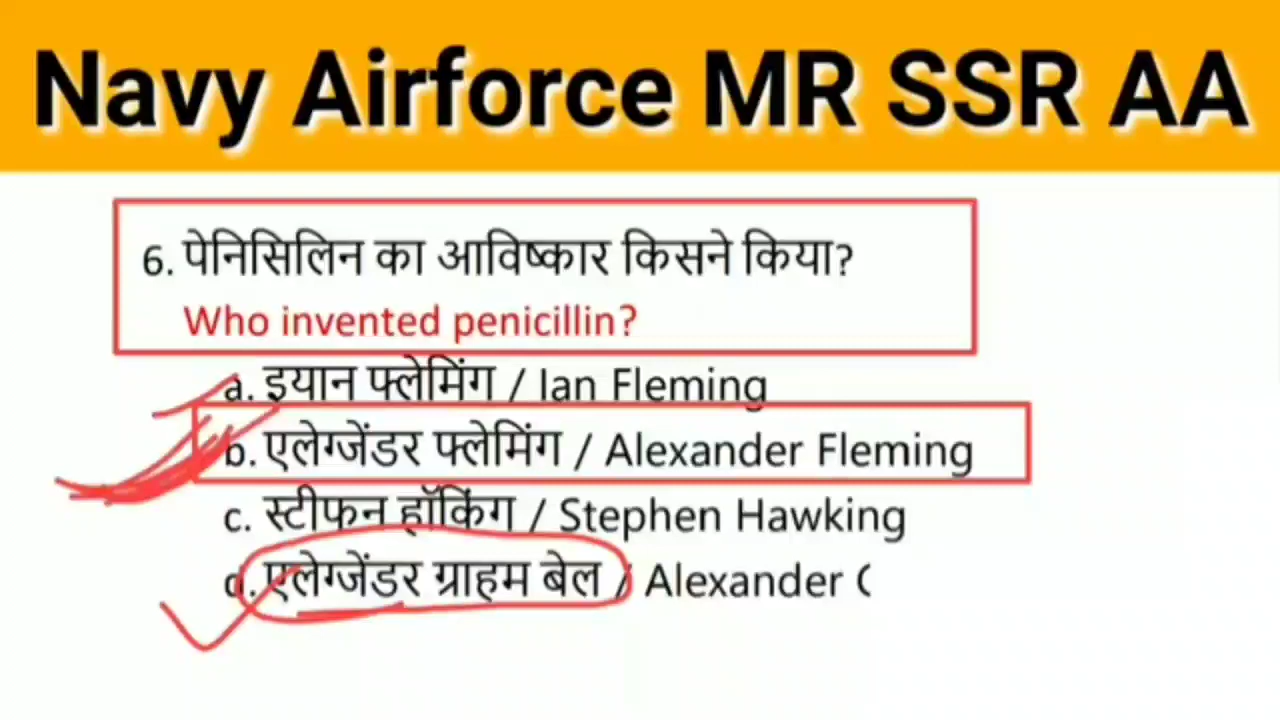 Navy Airforce MR SSR AA
6. पेनिसिलिन का आविष्कार किसने किया?
Who invented penicillin?
a. इयान फ्लेमिंग / Ian Fleming
b. एलेग्जेंडर फ्लेमिंग / Alexander Fleming
c. स्टीफन हॉकिंग / Stephen Hawking
d. एलेग्जेंडर ग्राहम बेल / Alexander